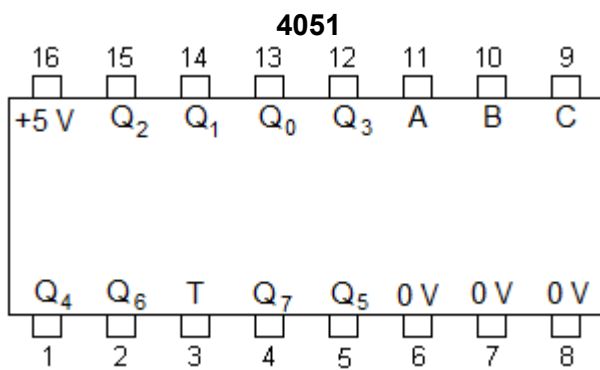 4051
16 15 14 13 12 11 10 9
+5 V Q₂ Q₁ Q₀ Q₃ A B C
Q₄ Q₆ T Q₇ Q₅ 0 V 0 V 0 V
1 2 3 4 5 6 7 8